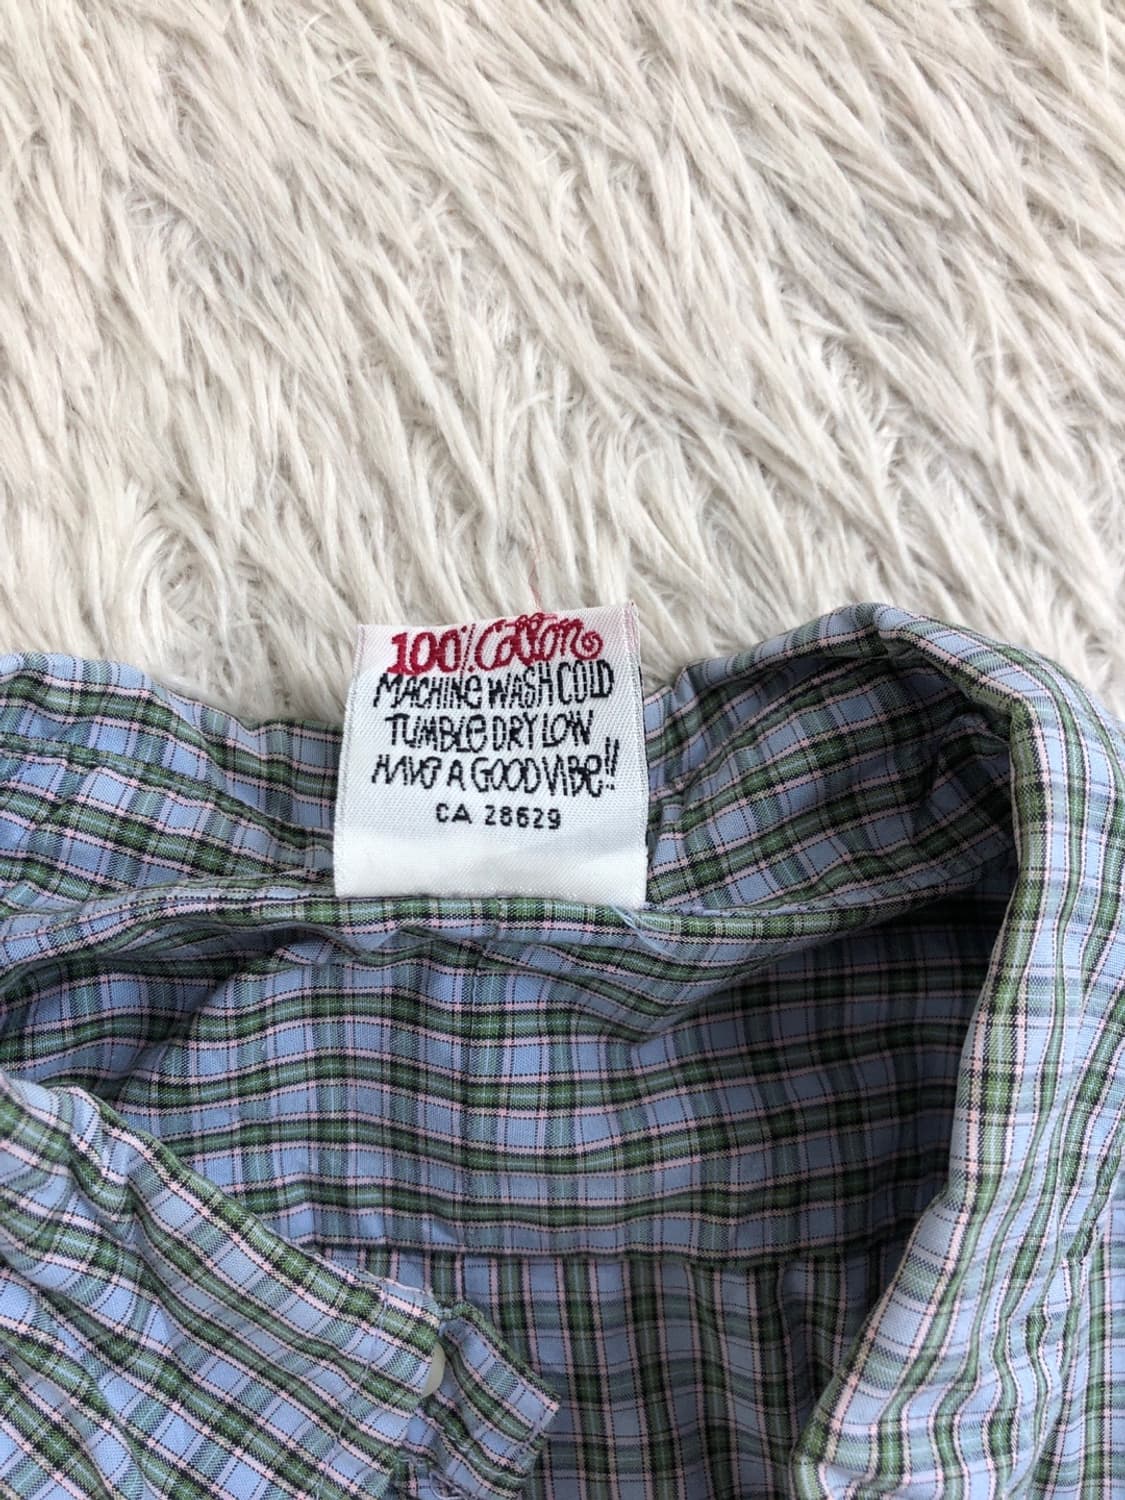 100% Cotton
MACHINE WASH COLD
TUMBLE DRY LOW
HAVE A GOOD VIBE!!
CA 28629